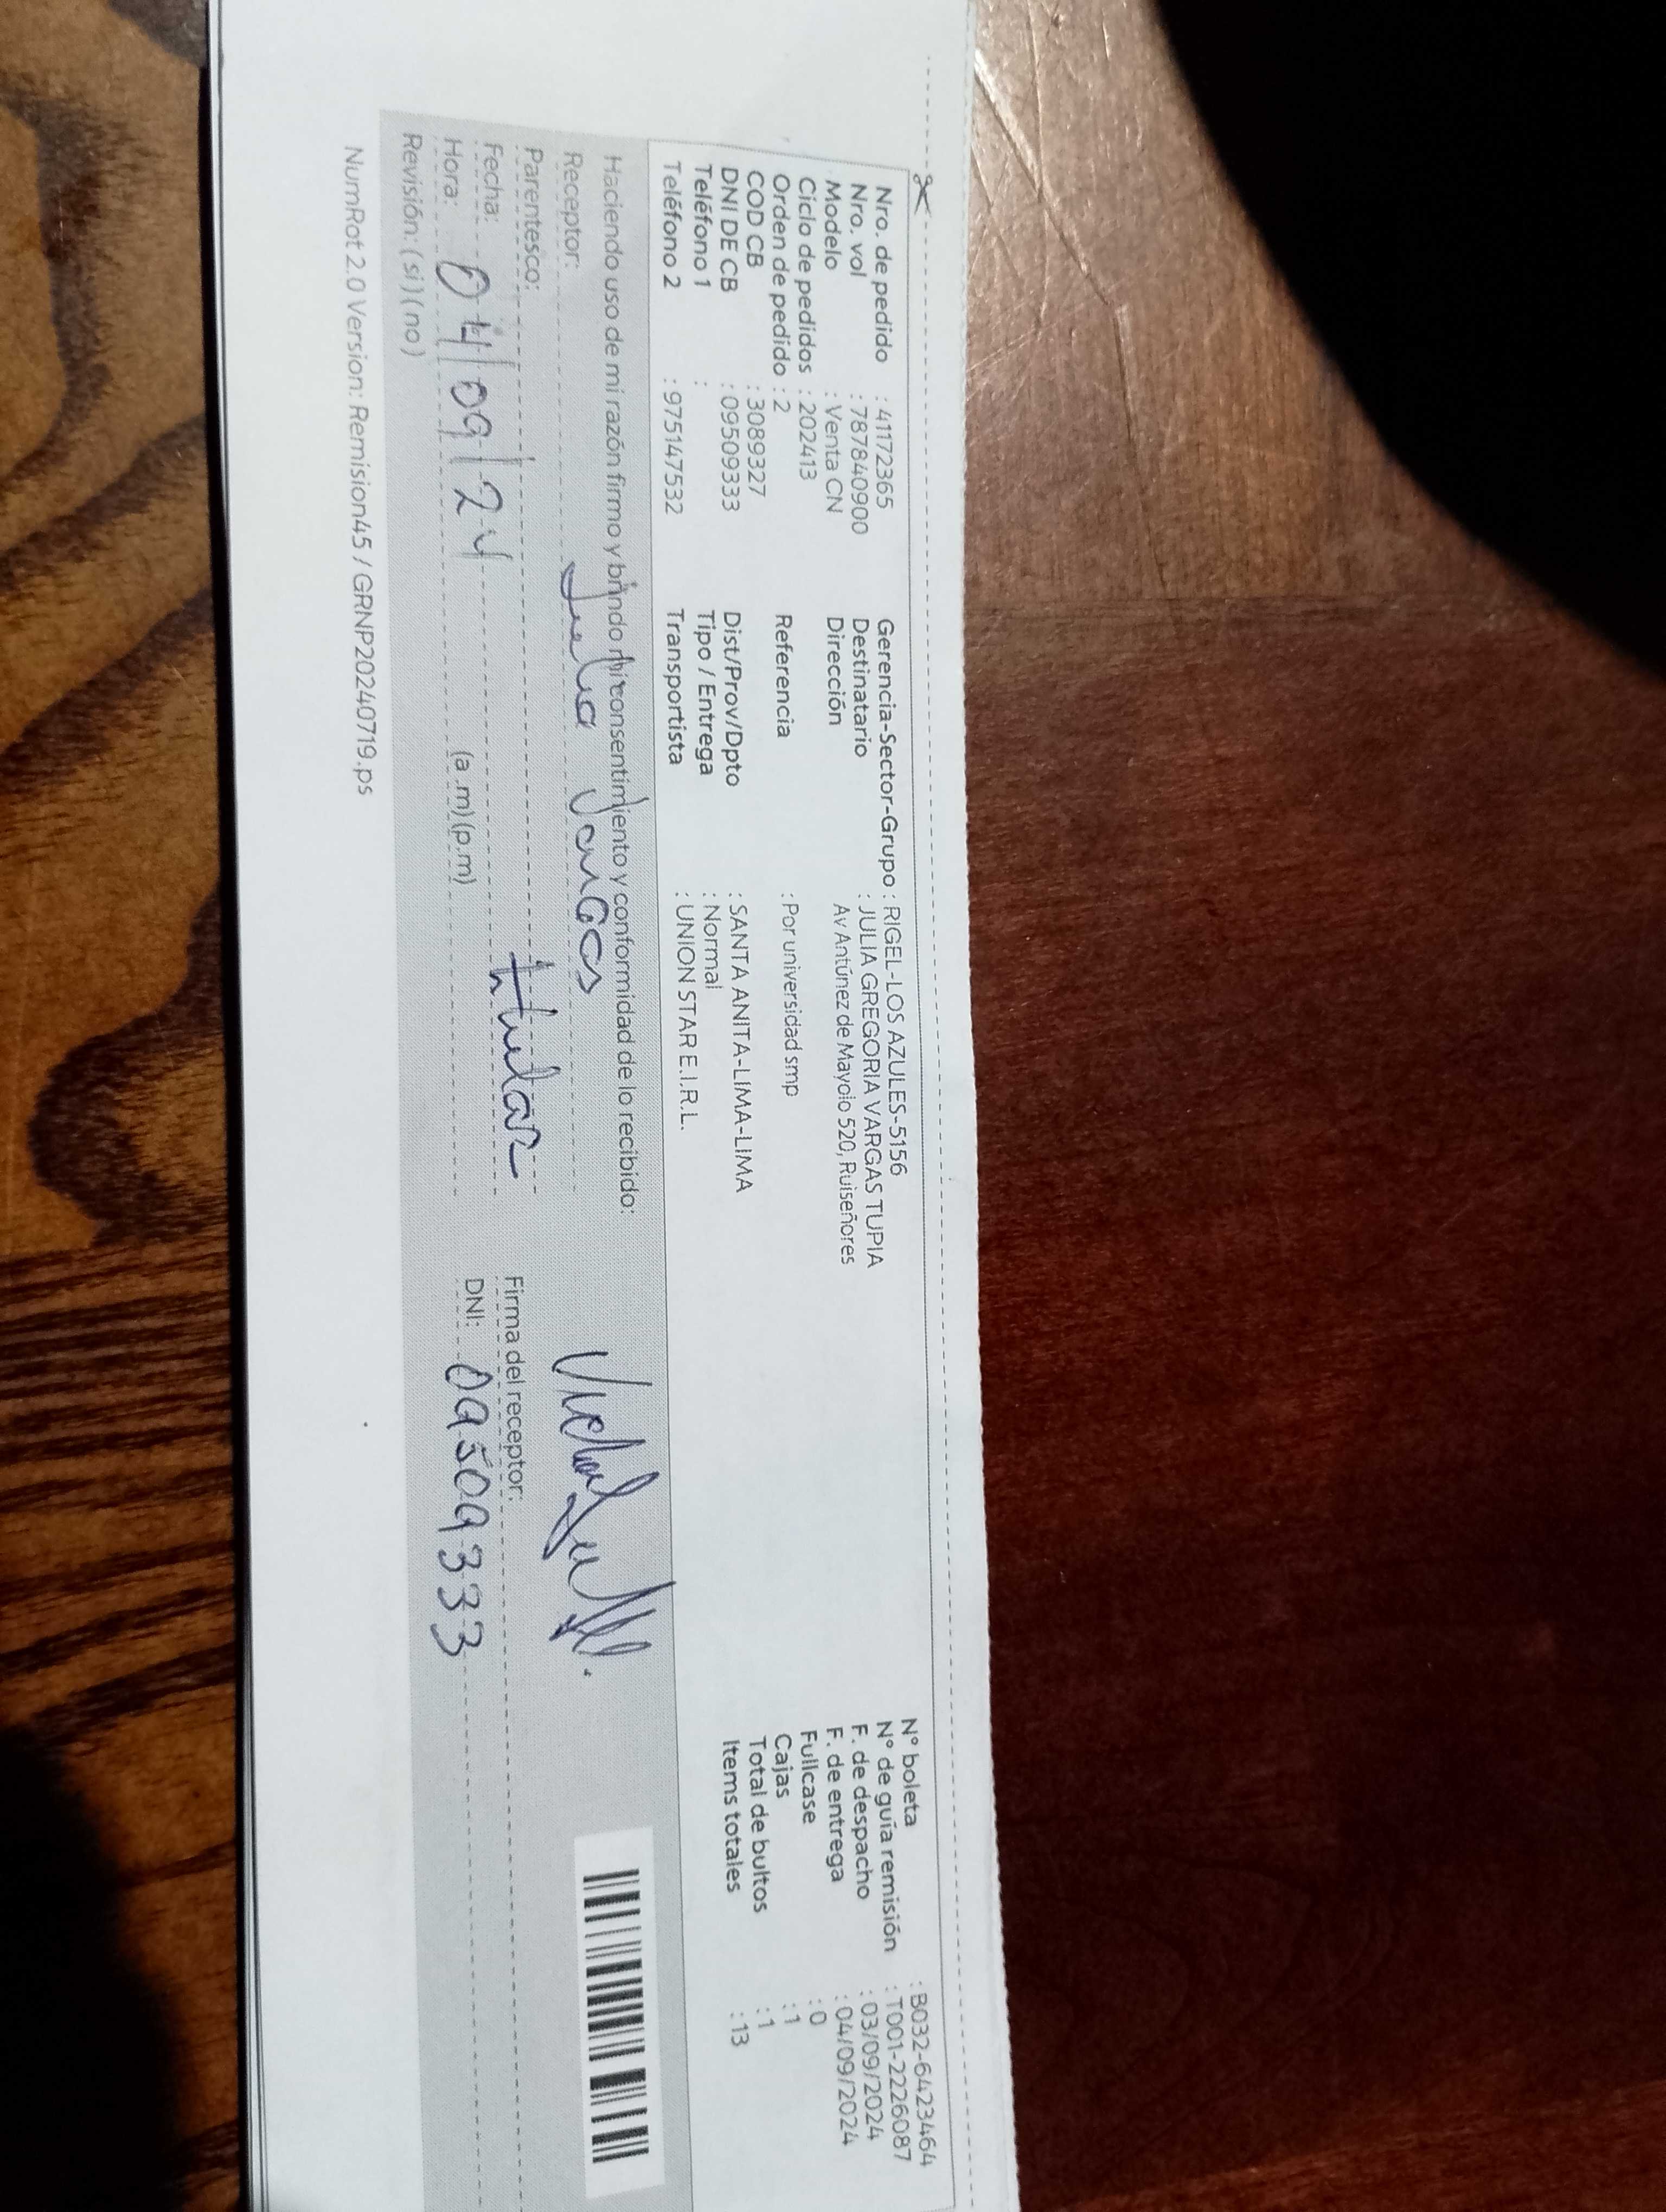 Nro. de pedido : 41172365
Nro. vol : 787840900
Modelo : Venta CN
Ciclo de pedidos : 202413
Orden de pedido : 2
COD CB : 3089327
DNI DE CB : 09509333
Teléfono 1 :
Teléfono 2 : 975147532
Gerencia-Sector-Grupo : RIGEL-LOS AZULES-5156
Destinatario : JULIA GREGORIA VARGAS TUPIA
Dirección Av Antúnez de Mayolo 520, Ruiseñores
Referencia : Por universidad smp
Dist/Prov/Dpto : SANTA ANITA-LIMA-LIMA
Tipo / Entrega : Normal
Transportista : UNION STAR E.I.R.L.
N° boleta : B032-6423464
N° de guía remisión : T001-2226087
F. de despacho : 03/09/2024
F. de entrega : 04/09/2024
Fullcase : 0
Cajas : 1
Total de bultos : 1
Items totales : 13
Haciendo uso de mi razón firmo y brindo mi consentimiento y conformidad de lo recibido:
Receptor: Julia Vargas
Parentesco: titular
Fecha: 04/09/24
Hora: (a.m)(p.m)
Revisión: (si)(no)
Firma del receptor:
DNI: 09509333
NumRot 2.0 Version: Remision45 / GRNP20240719.ps